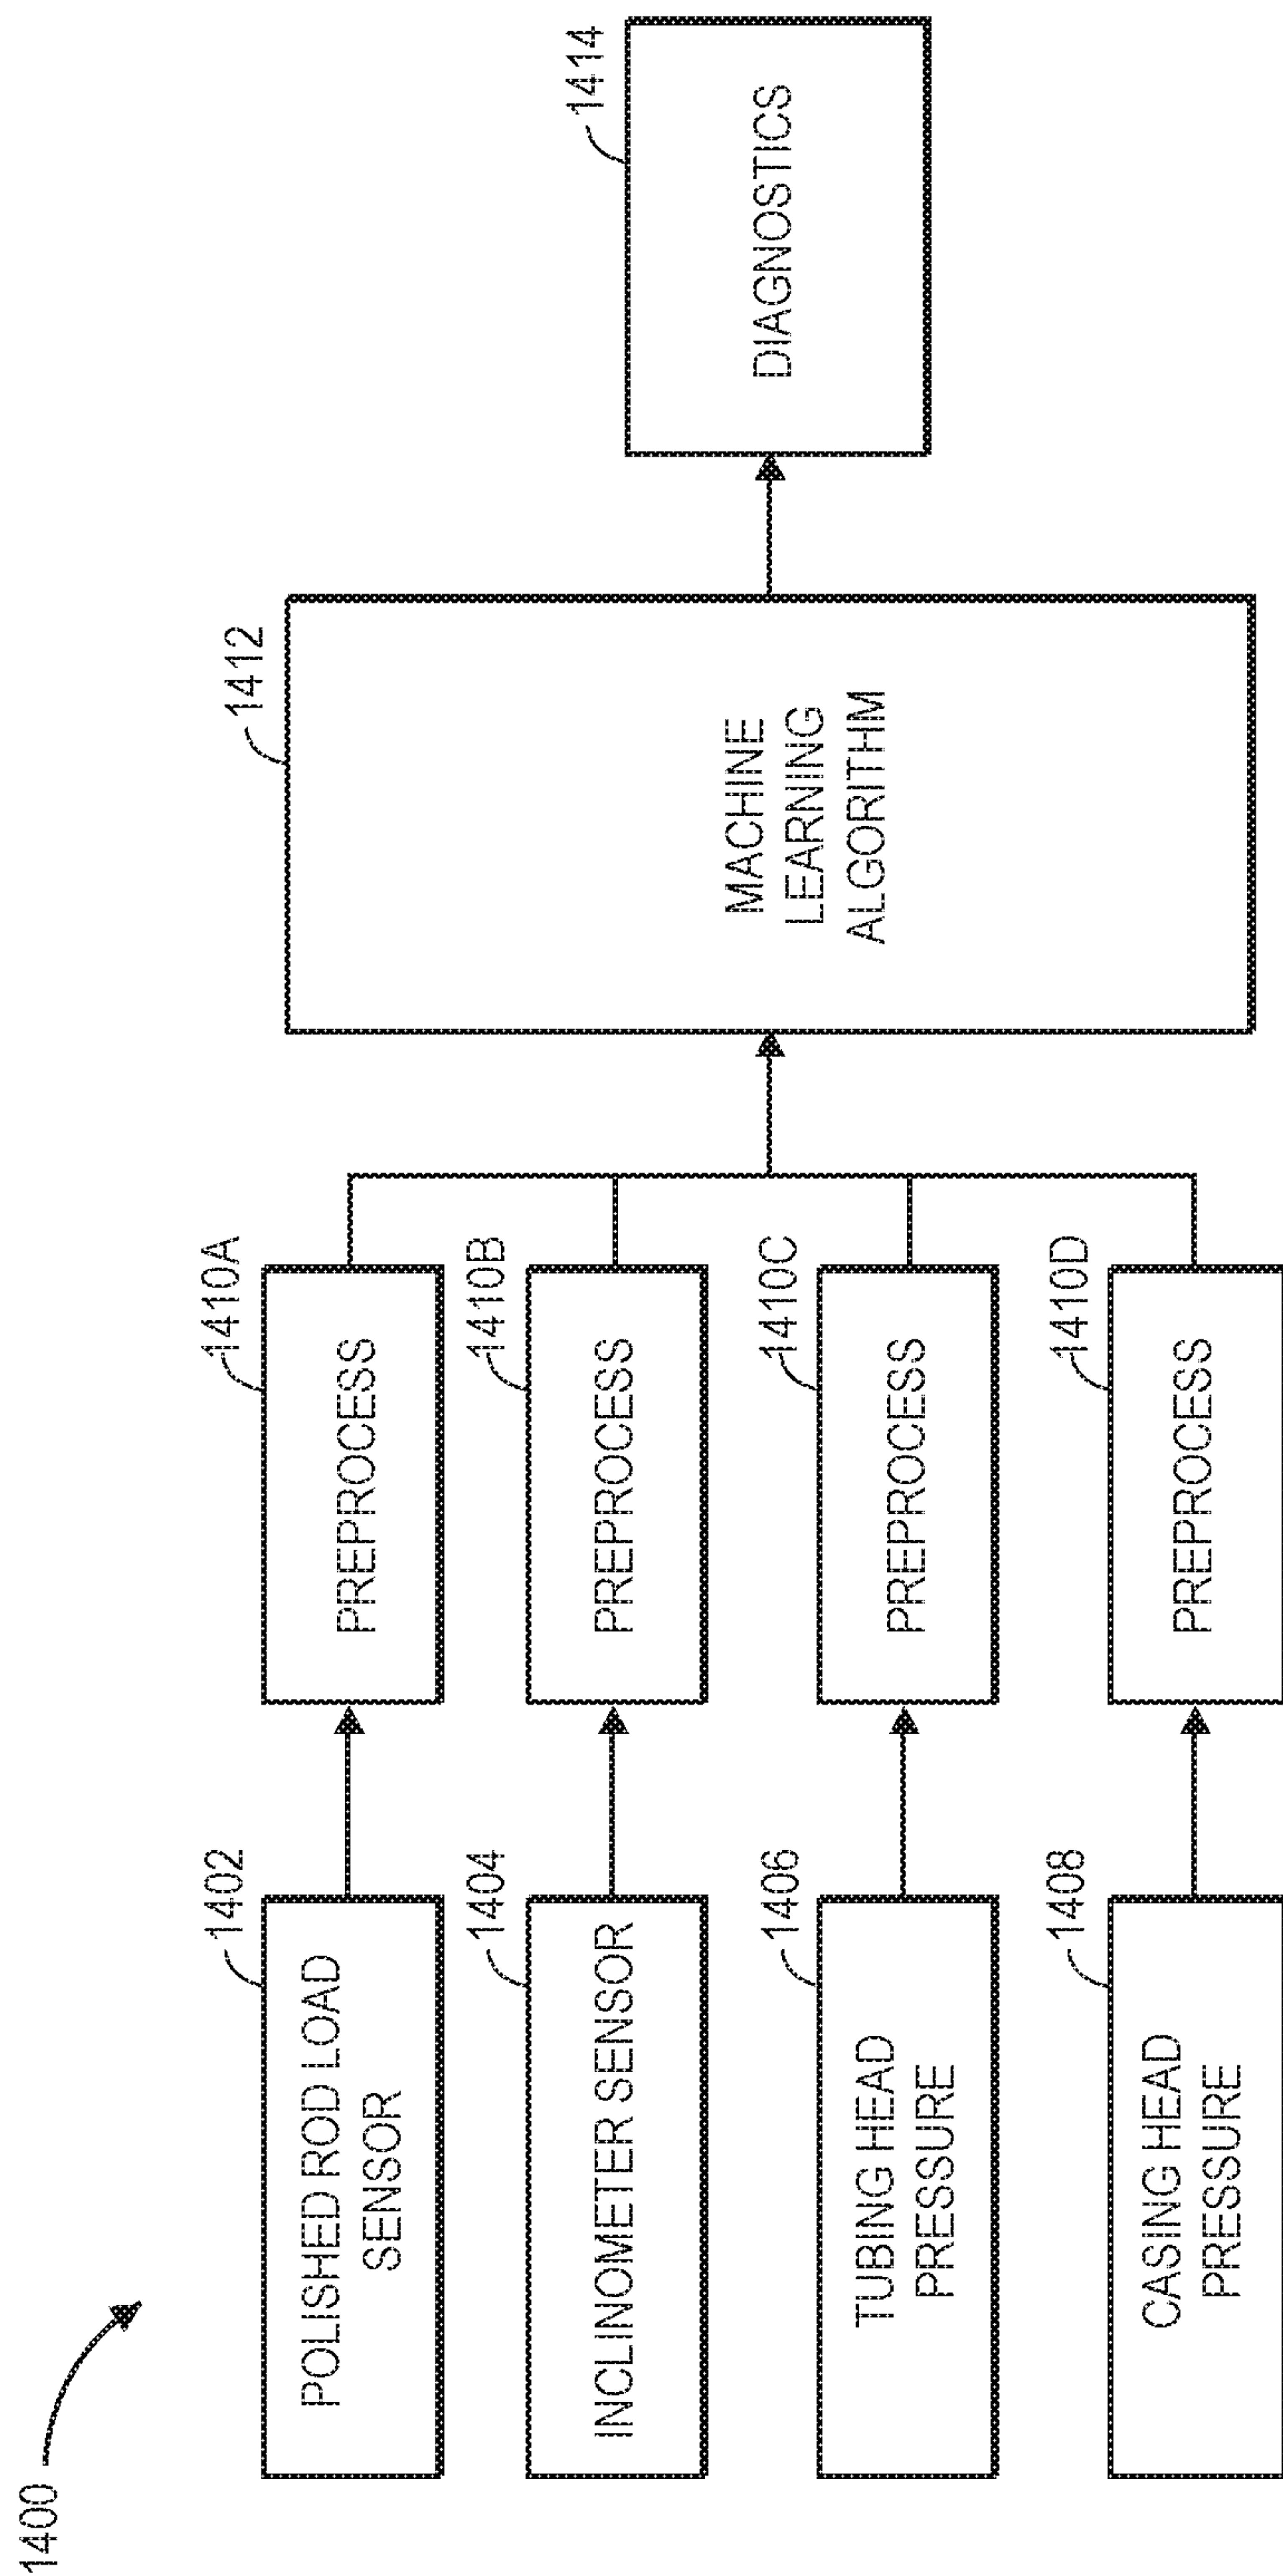 1400
1402
POLISHED ROD LOAD
SENSOR
1410A
PREPROCESS
1404
INCLINOMETER SENSOR
1410B
PREPROCESS
1406
TUBING HEAD
PRESSURE
1410C
PREPROCESS
1408
CASING HEAD
PRESSURE
1410D
PREPROCESS
1412
MACHINE
LEARNING
ALGORITHM
1414
DIAGNOSTICS